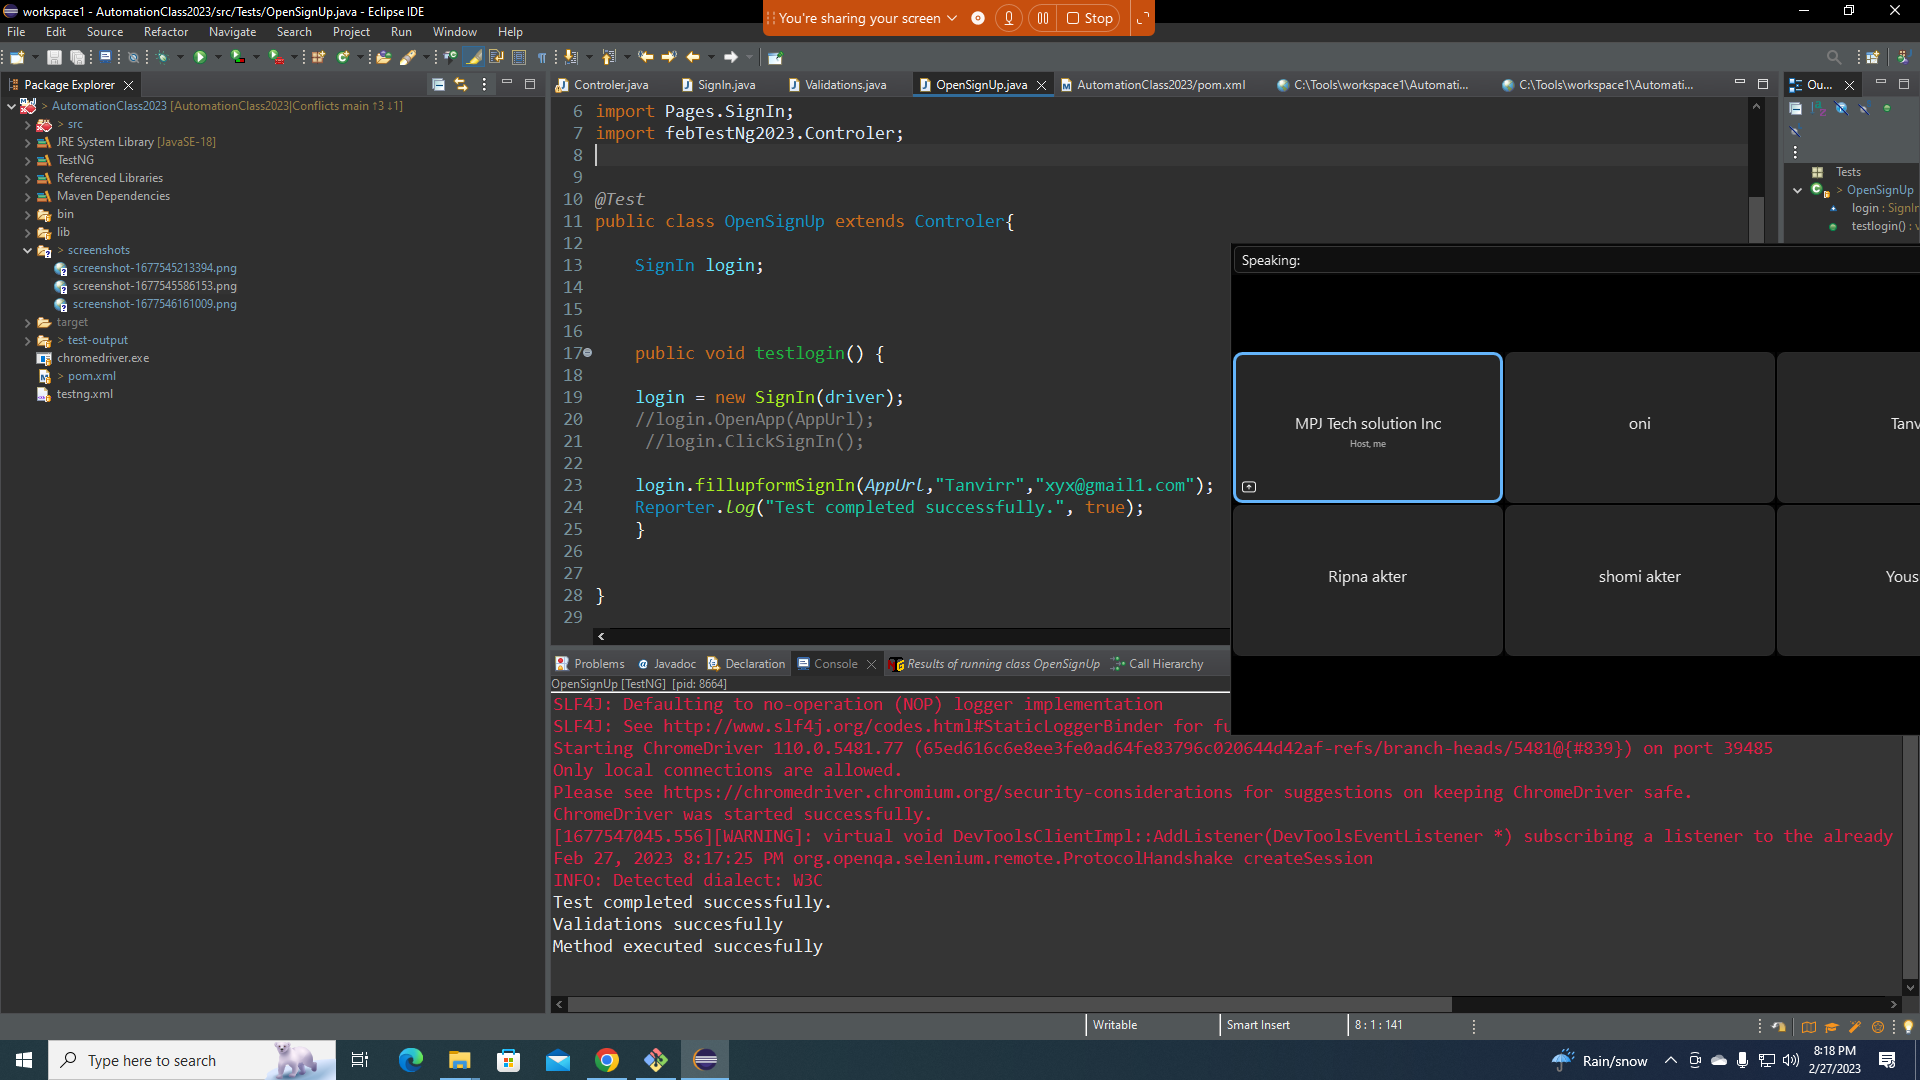 workspace1 - AutomationClass2023/src/Tests/OpenSignUp.java - Eclipse IDE
You're sharing your screen
Stop
File Edit Source Refactor Navigate Search Project Run Window Help
Package Explorer
Controler.java
SignIn.java
Validations.java
OpenSignUp.java
AutomationClass2023/pom.xml
C:\Tools\workspace1\Automati...
C:\Tools\workspace1\Automati...
Ou...
> AutomationClass2023 [AutomationClass2023|Conflicts main ↑3 ↓1]
> src
JRE System Library [JavaSE-18]
TestNG
Referenced Libraries
Maven Dependencies
bin
lib
> screenshots
screenshot-1677545213394.png
screenshot-1677545586153.png
screenshot-1677546161009.png
target
> test-output
chromedriver.exe
> pom.xml
testng.xml
6 import Pages.SignIn;
7 import febTestNg2023.Controler;
8
9
10 @Test
11 public class OpenSignUp extends Controler{
12
13 SignIn login;
14
15
16
17 public void testlogin() {
18
19 login = new SignIn(driver);
20 //login.OpenApp(AppUrl);
21 //login.ClickSignIn();
22
23 login.fillupformSignIn(AppUrl,"Tanvirr","xyx@gmail1.com");
24 Reporter.log("Test completed successfully.", true);
25 }
26
27
28 }
29
Tests
> OpenSignUp
login : SignIn
testlogin() : v
Speaking:
MPJ Tech solution Inc
Host, me
oni
Tanv
Ripna akter
shomi akter
Yous
Problems
Javadoc
Declaration
Console
Results of running class OpenSignUp
Call Hierarchy
OpenSignUp [TestNG] [pid: 8664]
SLF4J: Defaulting to no-operation (NOP) logger implementation
SLF4J: See http://www.slf4j.org/codes.html#StaticLoggerBinder for fu
Starting ChromeDriver 110.0.5481.77 (65ed616c6e8ee3fe0ad64fe83796c020644d42af-refs/branch-heads/5481@{#839}) on port 39485
Only local connections are allowed.
Please see https://chromedriver.chromium.org/security-considerations for suggestions on keeping ChromeDriver safe.
ChromeDriver was started successfully.
[1677547045.556][WARNING]: virtual void DevToolsClientImpl::AddListener(DevToolsEventListener *) subscribing a listener to the already
Feb 27, 2023 8:17:25 PM org.openqa.selenium.remote.ProtocolHandshake createSession
INFO: Detected dialect: W3C
Test completed successfully.
Validations succesfully
Method executed succesfully
Writable
Smart Insert
8 : 1 : 141
Type here to search
Rain/snow
8:18 PM
2/27/2023